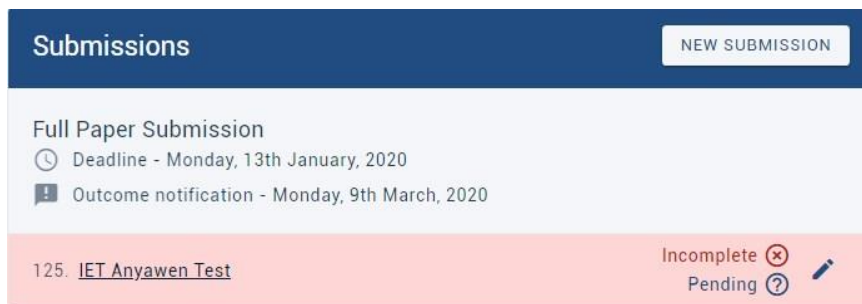 Submissions
NEW SUBMISSION
Full Paper Submission
Deadline - Monday, 13th January, 2020
Outcome notification - Monday, 9th March, 2020
125. IET Anyawen Test
Incomplete
Pending